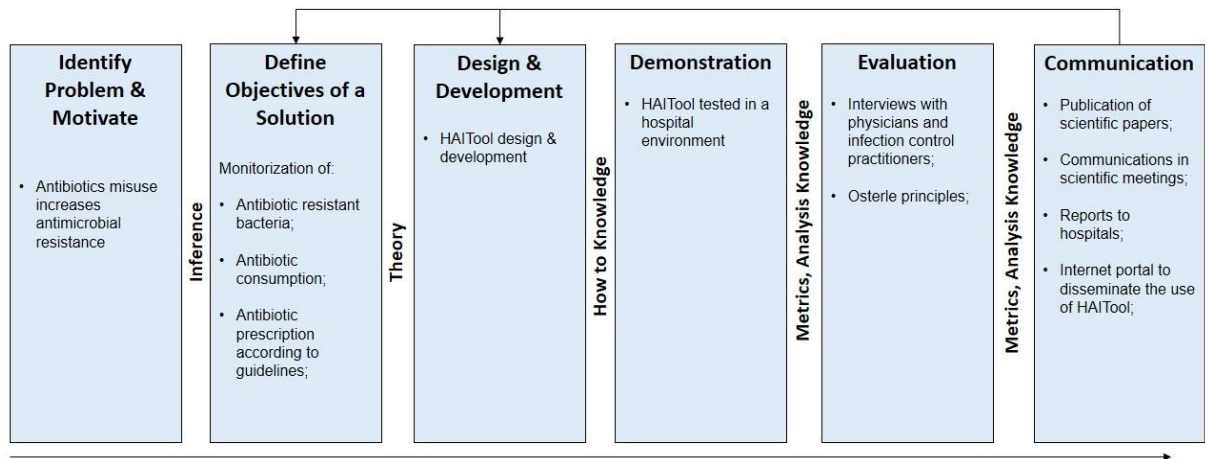 Identify
Problem &
Motivate
• Antibiotics misuse
increases
antimicrobial
resistance
Inference
Define
Objectives of a
Solution
Monitorization of:
• Antibiotic resistant
bacteria;
• Antibiotic
consumption;
• Antibiotic
prescription
according to
guidelines;
Theory
Design &
Development
• HAITool design &
development
How to Knowledge
Demonstration
• HAITool tested in a
hospital
environment
Metrics, Analysis Knowledge
Evaluation
• Interviews with
physicians and
infection control
practitioners;
• Osterle principles;
Metrics, Analysis Knowledge
Communication
• Publication of
scientific papers;
• Communications in
scientific meetings;
• Reports to
hospitals;
• Internet portal to
disseminate the use
of HAITool;